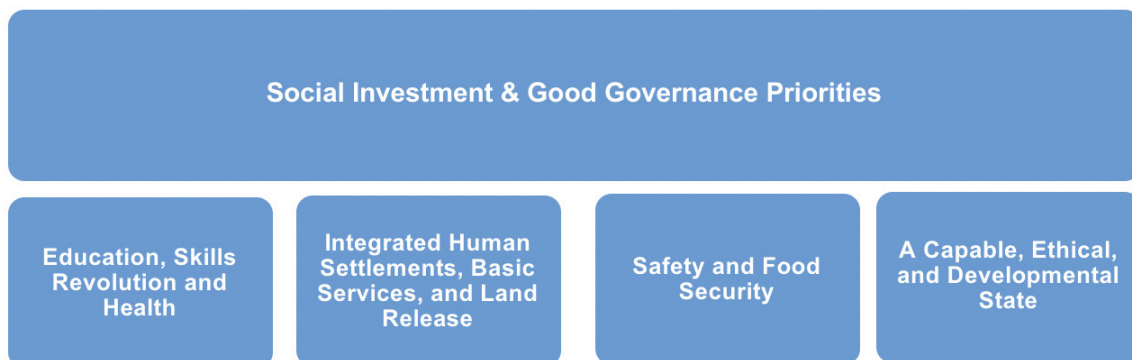 Social Investment & Good Governance Priorities
Education, Skills
Revolution and
Health
Integrated Human
Settlements, Basic
Services, and Land
Release
Safety and Food
Security
A Capable, Ethical,
and Developmental
State